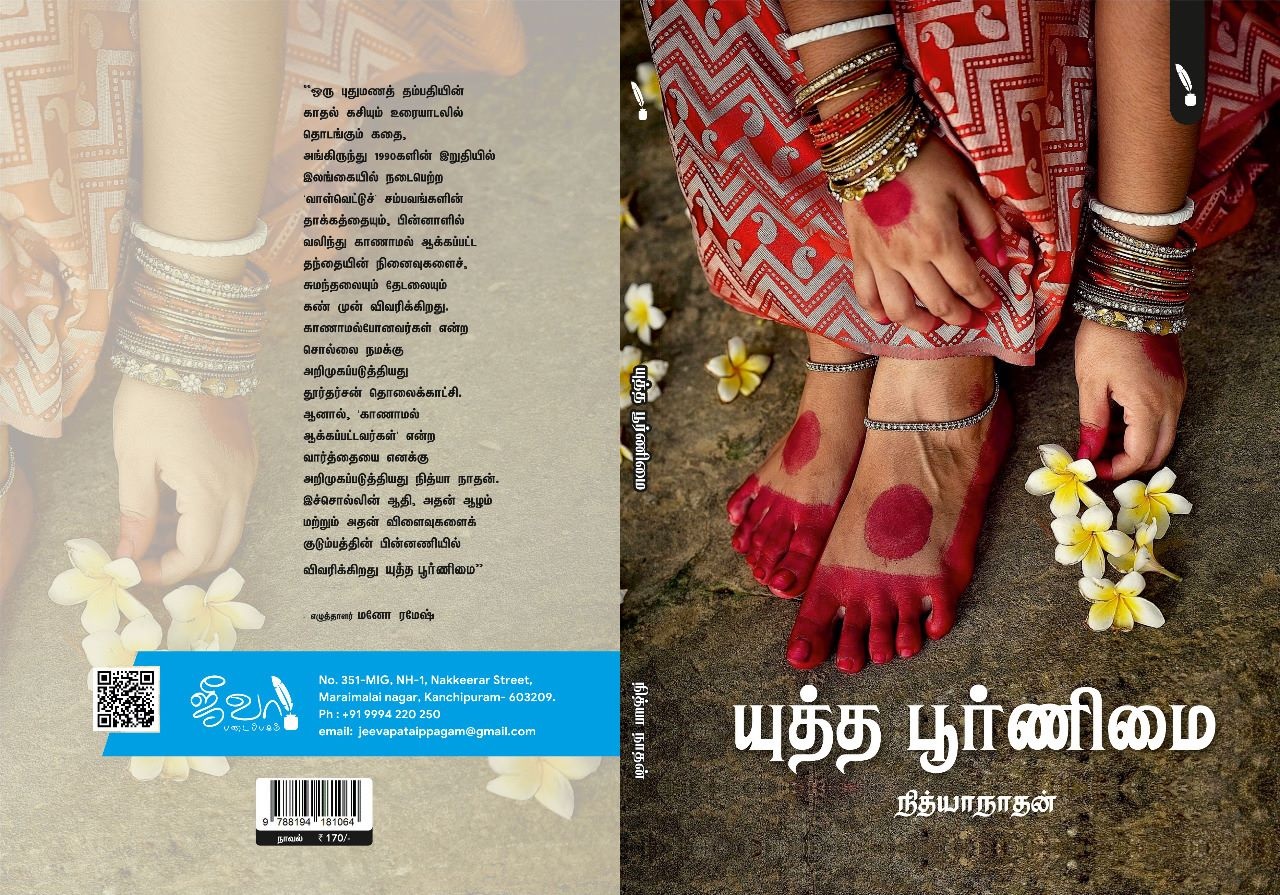 “ஒரு புதுமணத் தம்பதியின்
காதல் கசியும் உரையாடலில்
தொடங்கும் கதை,
அங்கிருந்து 1990களின் இறுதியில்
இலங்கையில் நடைபெற்ற
'வாள்வெட்டுச்' சம்பவங்களின்
தாக்கத்தையும், பின்னாளில்
வலிந்து காணாமல் ஆக்கப்பட்ட
தந்தையின் நினைவுகளைச்,
சுமந்தலையும் தேடலையும்
கண் முன் விவரிக்கிறது.
காணாமல்போனவர்கள் என்ற
சொல்லை நமக்கு
அறிமுகப்படுத்தியது
தூர்தர்சன் தொலைக்காட்சி.
ஆனால், 'காணாமல்
ஆக்கப்பட்டவர்கள்' என்ற
வார்த்தையை எனக்கு
அறிமுகப்படுத்தியது நித்யா நாதன்.
இச்சொல்லின் ஆதி, அதன் ஆழம்
மற்றும் அதன் விளைவுகளைக்
குடும்பத்தின் பின்னணியில்
விவரிக்கிறது யுத்த பூர்ணிமை”
எழுத்தாளர் மனோ ரமேஷ்
ஜீவா
படைப்பகம்
No. 351-MIG, NH-1, Nakkeerar Street,
Maraimalai nagar, Kanchipuram- 603209.
Ph : +91 9994 220 250
email: jeevapataippagam@gmail.com
9 788194 181064
நாவல் ₹ 170/-
யுத்த பூர்ணிமை
நித்யா நாதன்
யுத்த பூர்ணிமை
நித்யாநாதன்